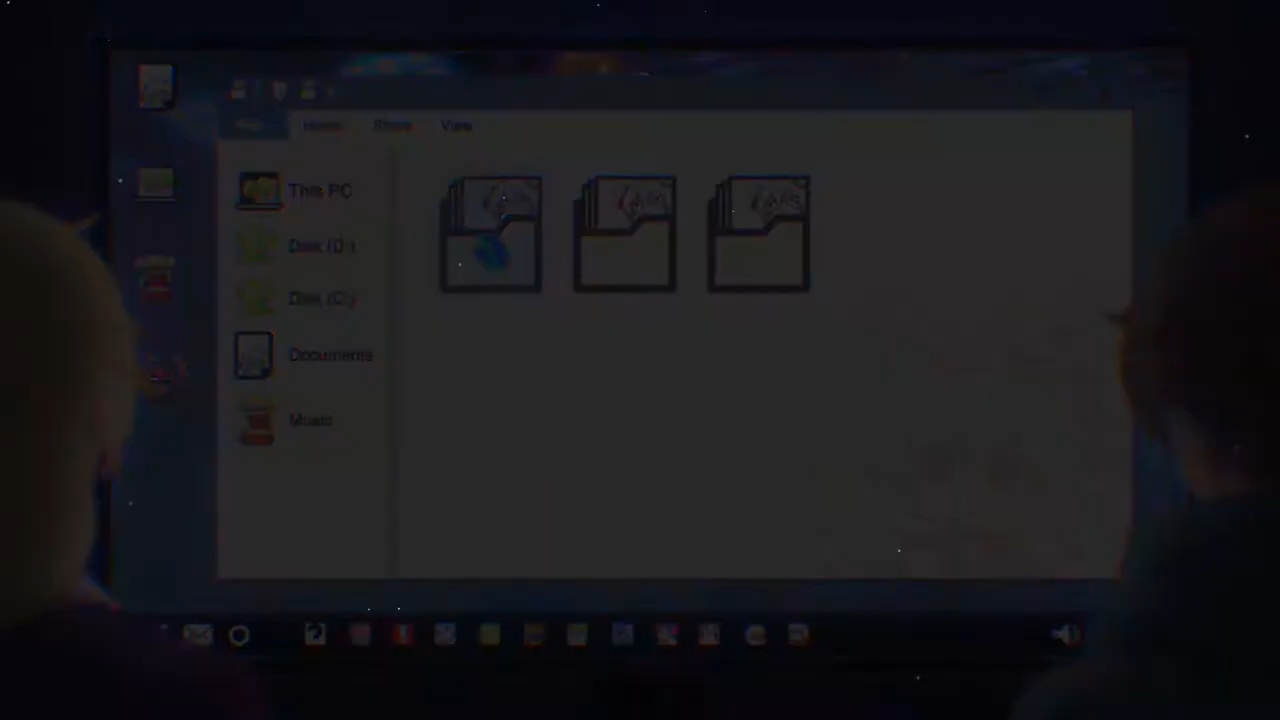 Home Share View
This PC
Disk (D:)
Disk (C:)
Documents
Music